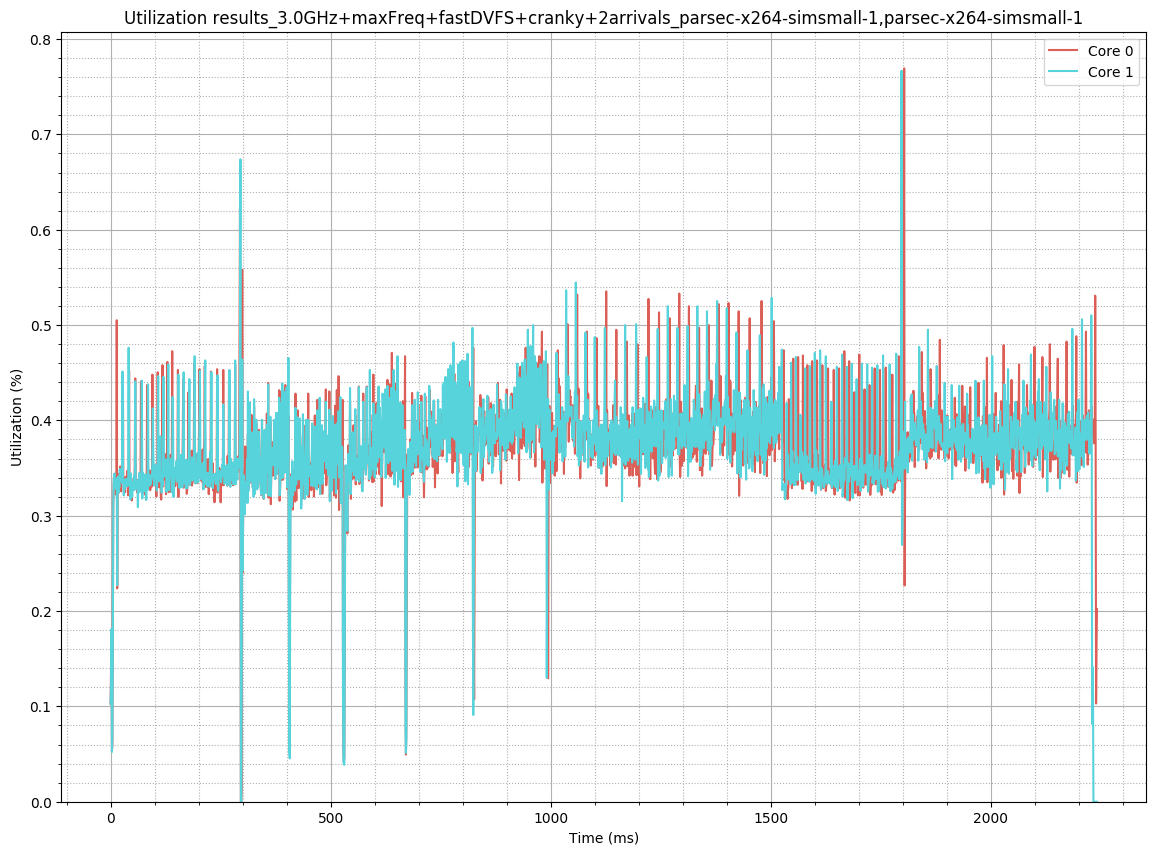 Utilization results_3.0GHz+maxFreq+fastDVFS+cranky+2arrivals_parsec-x264-simsmall-1,parsec-x264-simsmall-1
Core 0
Core 1
Utilization (%)
0.8
0.7
0.6
0.5
0.4
0.3
0.2
0.1
0.0
0 500 1000 1500 2000
Time (ms)